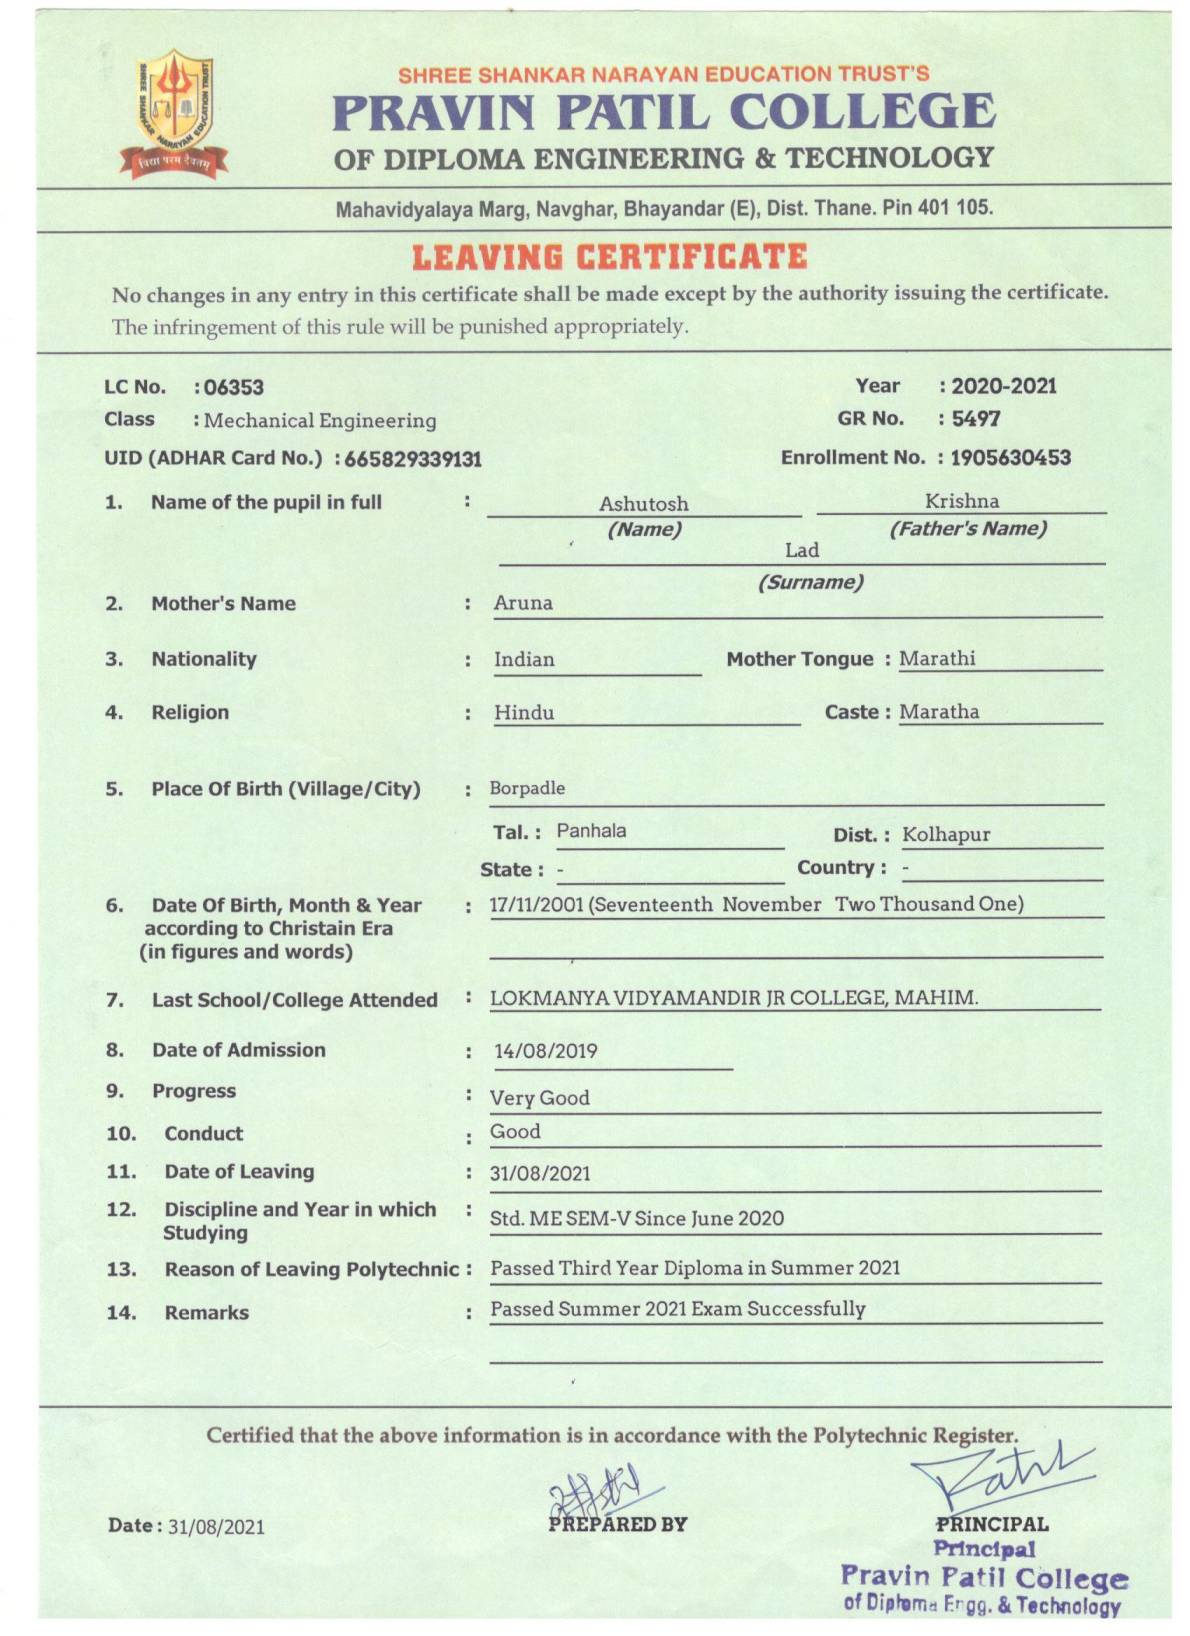 SHREE SHANKAR NARAYAN EDUCATION TRUST
विद्या परम दैवतम्
SHREE SHANKAR NARAYAN EDUCATION TRUST'S
PRAVIN PATIL COLLEGE
OF DIPLOMA ENGINEERING & TECHNOLOGY
Mahavidyalaya Marg, Navghar, Bhayandar (E), Dist. Thane. Pin 401 105.
LEAVING CERTIFICATE
No changes in any entry in this certificate shall be made except by the authority issuing the certificate.
The infringement of this rule will be punished appropriately.
LC No. : 06353 Year : 2020-2021
Class : Mechanical Engineering GR No. : 5497
UID (ADHAR Card No.) : 665829339131 Enrollment No. : 1905630453
1. Name of the pupil in full : Ashutosh Krishna
(Name) (Father's Name)
Lad
(Surname)
2. Mother's Name : Aruna
3. Nationality : Indian Mother Tongue : Marathi
4. Religion : Hindu Caste : Maratha
5. Place Of Birth (Village/City) : Borpadle
Tal. : Panhala Dist. : Kolhapur
State : - Country : -
6. Date Of Birth, Month & Year : 17/11/2001 (Seventeenth November Two Thousand One)
according to Christain Era
(in figures and words)
7. Last School/College Attended : LOKMANYA VIDYAMANDIR JR COLLEGE, MAHIM.
8. Date of Admission : 14/08/2019
9. Progress : Very Good
10. Conduct : Good
11. Date of Leaving : 31/08/2021
12. Discipline and Year in which : Std. ME SEM-V Since June 2020
Studying
13. Reason of Leaving Polytechnic : Passed Third Year Diploma in Summer 2021
14. Remarks : Passed Summer 2021 Exam Successfully
Certified that the above information is in accordance with the Polytechnic Register.
Patil
Date : 31/08/2021 PREPARED BY PRINCIPAL
Principal
Pravin Patil College
of Diploma Engg. & Technology